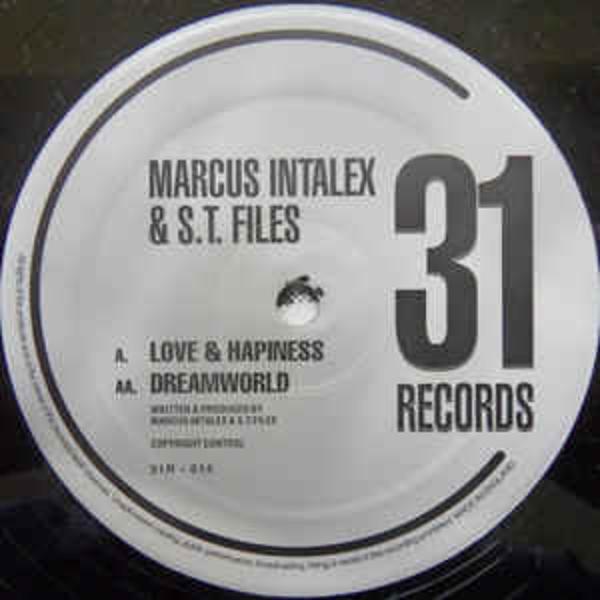 MARCUS INTALEX
& S.T. FILES
31
RECORDS
A. LOVE & HAPINESS
AA. DREAMWORLD
WRITTEN & PRODUCED BY
MARCUS INTALEX & S.T. FILES
COPYRIGHT CONTROL